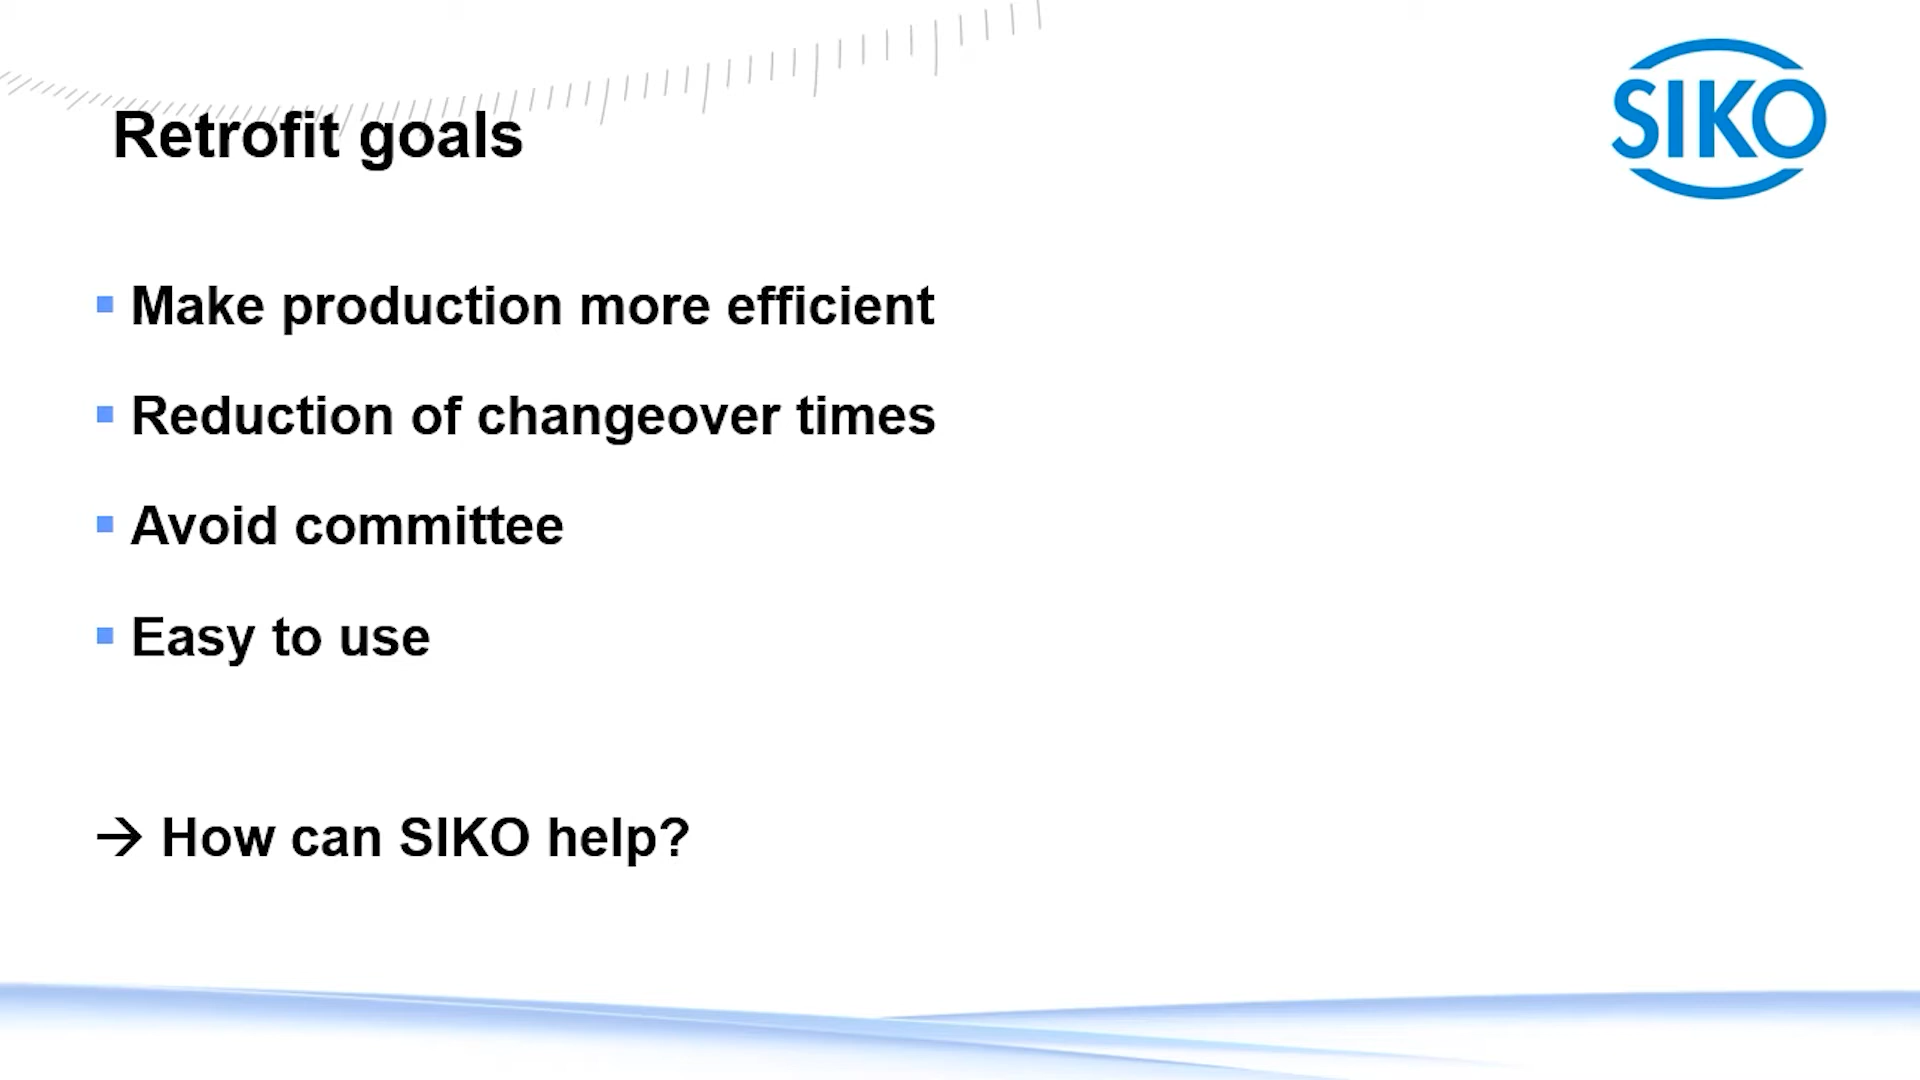 SIKO
Retrofit goals
▪ Make production more efficient
▪ Reduction of changeover times
▪ Avoid committee
▪ Easy to use
→ How can SIKO help?